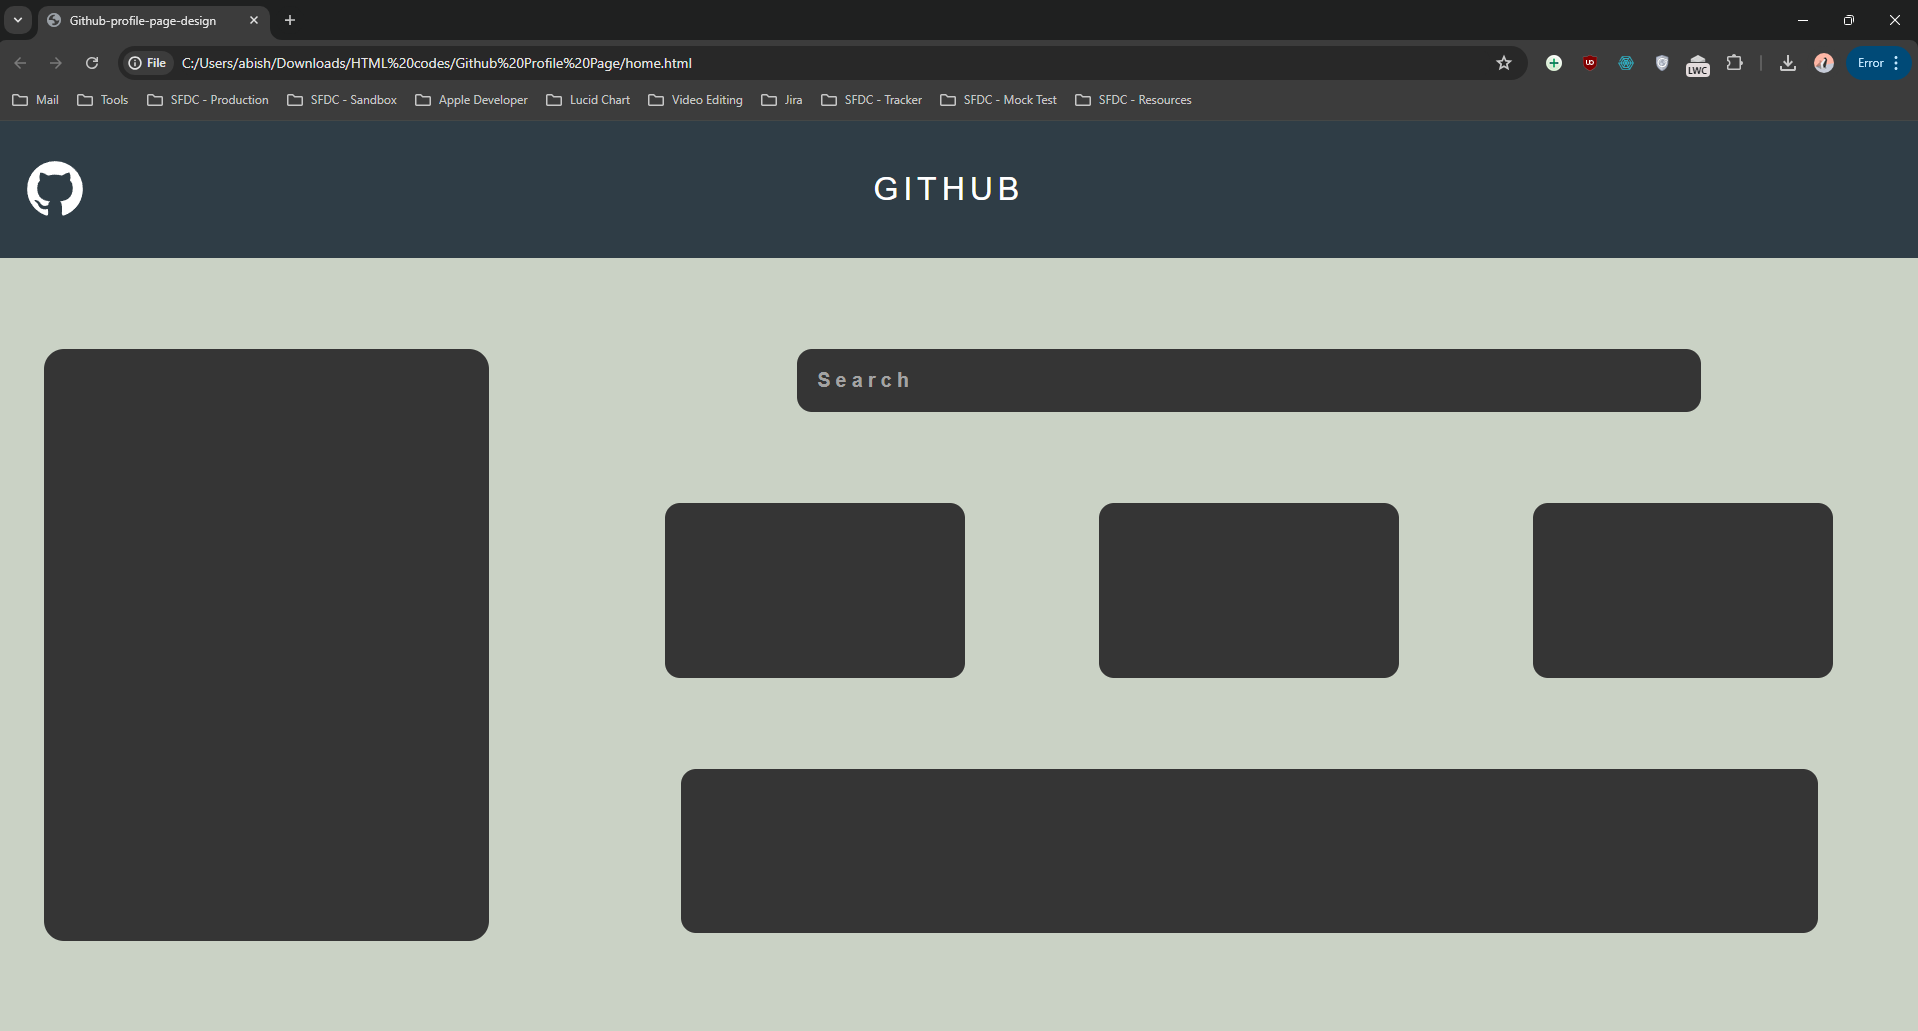 Github-profile-page-design
File C:/Users/abish/Downloads/HTML%20codes/Github%20Profile%20Page/home.html UD LWC Error
Mail Tools SFDC - Production SFDC - Sandbox Apple Developer Lucid Chart Video Editing Jira SFDC - Tracker SFDC - Mock Test SFDC - Resources
GITHUB
Search